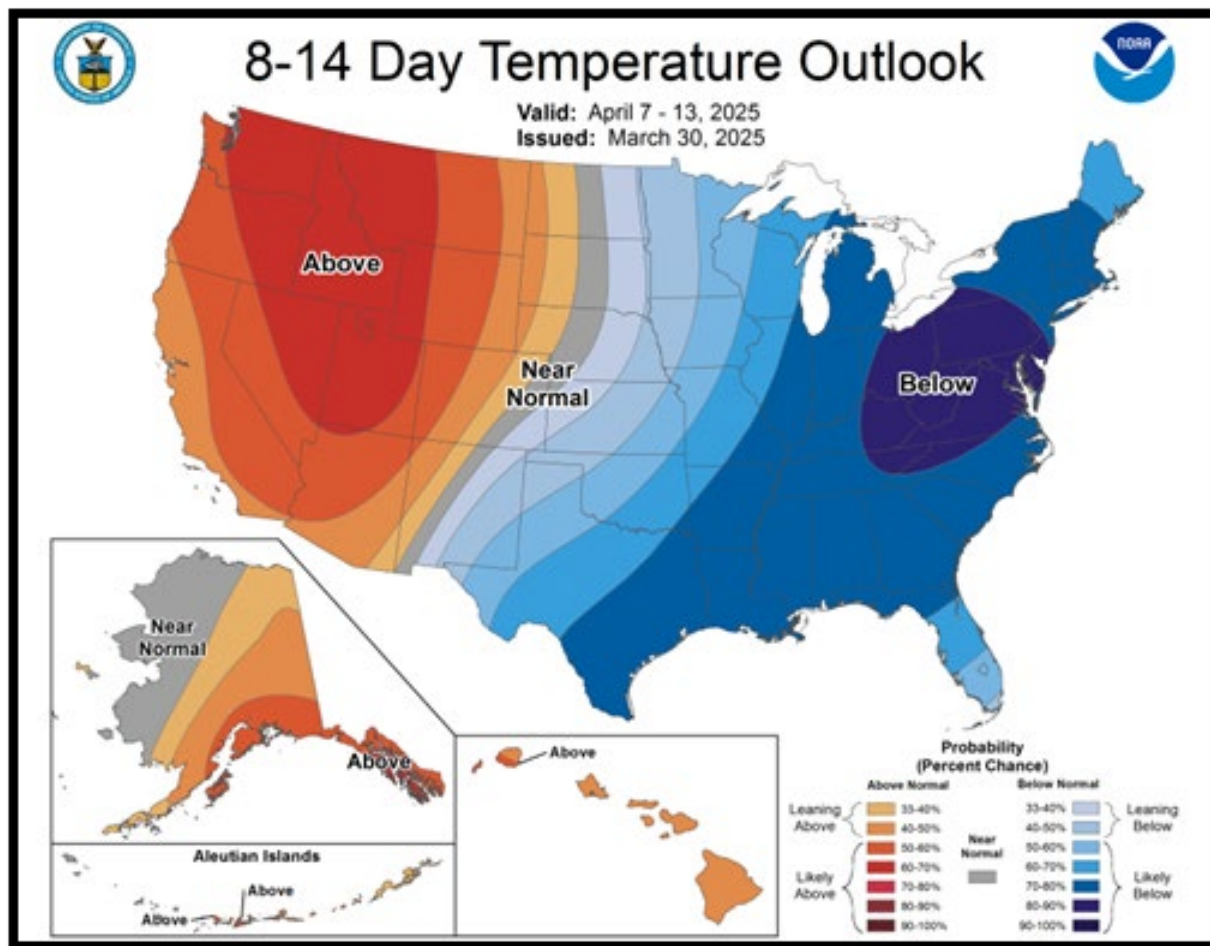 8-14 Day Temperature Outlook
Valid: April 7 - 13, 2025
Issued: March 30, 2025
NOAA
Above
Near
Normal
Below
Near
Normal
Above
Aleutian Islands
Above
Above
Above
Probability
(Percent Chance)
Above Normal Below Normal
Leaning
Above
33-40%
40-50%
Likely
Above
50-60%
60-70%
70-80%
80-90%
90-100%
Near
Normal
33-40%
40-50%
Leaning
Below
50-60%
60-70%
70-80%
80-90%
90-100%
Likely
Below